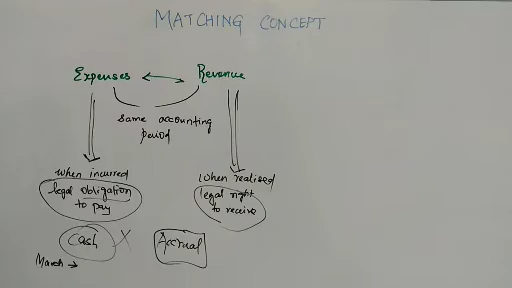 MATCHING CONCEPT
Expenses ↔ Revenue
same accounting
period
when incurred
legal obligation
to pay
When realised
legal right
to receive
Cash X
Accrual
March →